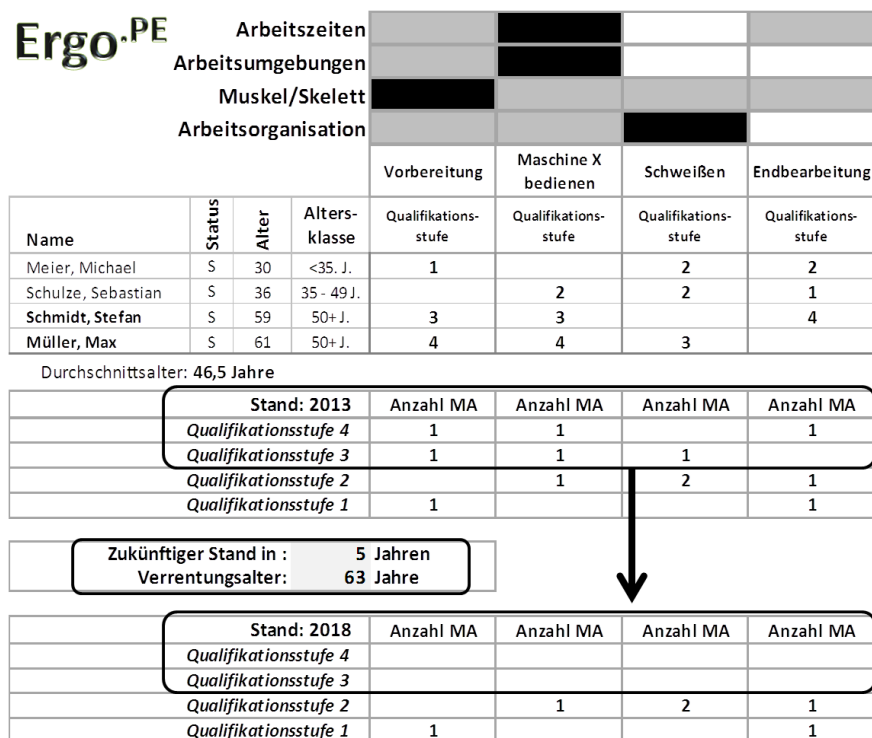 Ergo.PE
Arbeitszeiten
Arbeitsumgebungen
Muskel/Skelett
Arbeitsorganisation
Vorbereitung Maschine X bedienen Schweißen Endbearbeitung
Name Status Alter Alters-klasse Qualifikations-stufe Qualifikations-stufe Qualifikations-stufe Qualifikations-stufe
Meier, Michael S 30 <35. J. 1 2 2
Schulze, Sebastian S 36 35 - 49 J. 2 2 1
Schmidt, Stefan S 59 50+ J. 3 3 4
Müller, Max S 61 50+ J. 4 4 3
Durchschnittsalter: 46,5 Jahre
Stand: 2013 Anzahl MA Anzahl MA Anzahl MA Anzahl MA
Qualifikationsstufe 4 1 1 1
Qualifikationsstufe 3 1 1 1
Qualifikationsstufe 2 1 2 1
Qualifikationsstufe 1 1 1
Zukünftiger Stand in : 5 Jahren
Verrentungsalter: 63 Jahre
Stand: 2018 Anzahl MA Anzahl MA Anzahl MA Anzahl MA
Qualifikationsstufe 4
Qualifikationsstufe 3
Qualifikationsstufe 2 1 2 1
Qualifikationsstufe 1 1 1